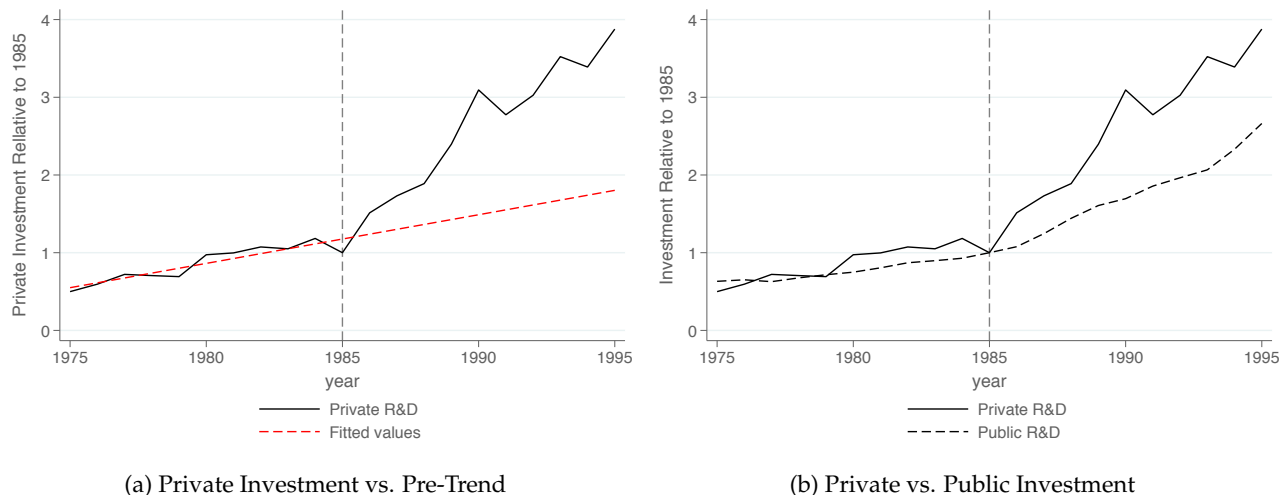 Private Investment Rellative to 1985
4
3
2
1
0
1975
1980
1985
1990
1995
year
Private R&D
Fitted values
(a) Private Investment vs. Pre-Trend
Investment Relative to 1985
4
3
2
1
0
1975
1980
1985
1990
1995
year
Private R&D
Public R&D
(b) Private vs. Public Investment